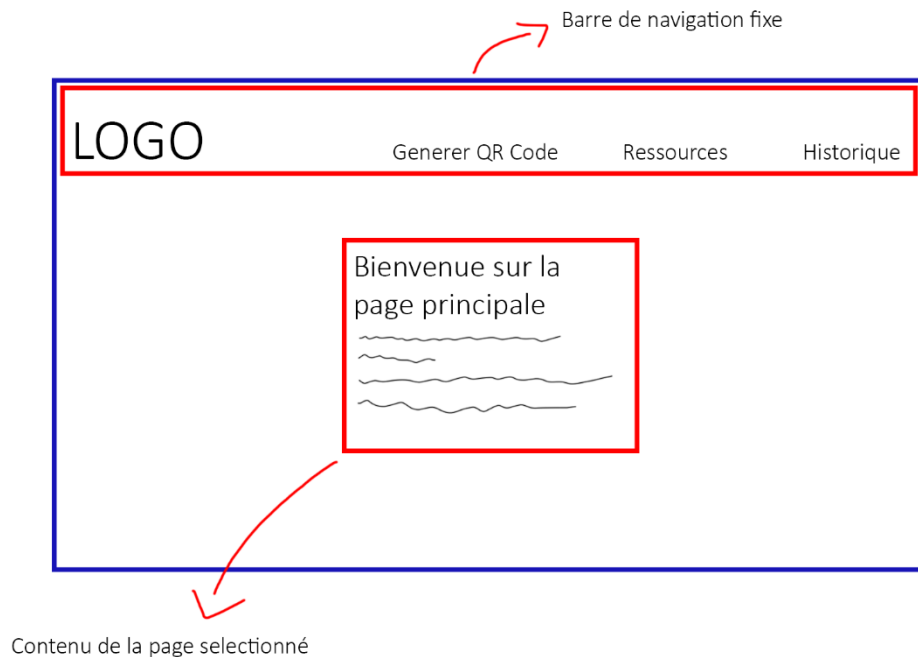 Barre de navigation fixe
LOGO
Generer QR Code
Ressources
Historique
Bienvenue sur la
page principale
Contenu de la page selectionné